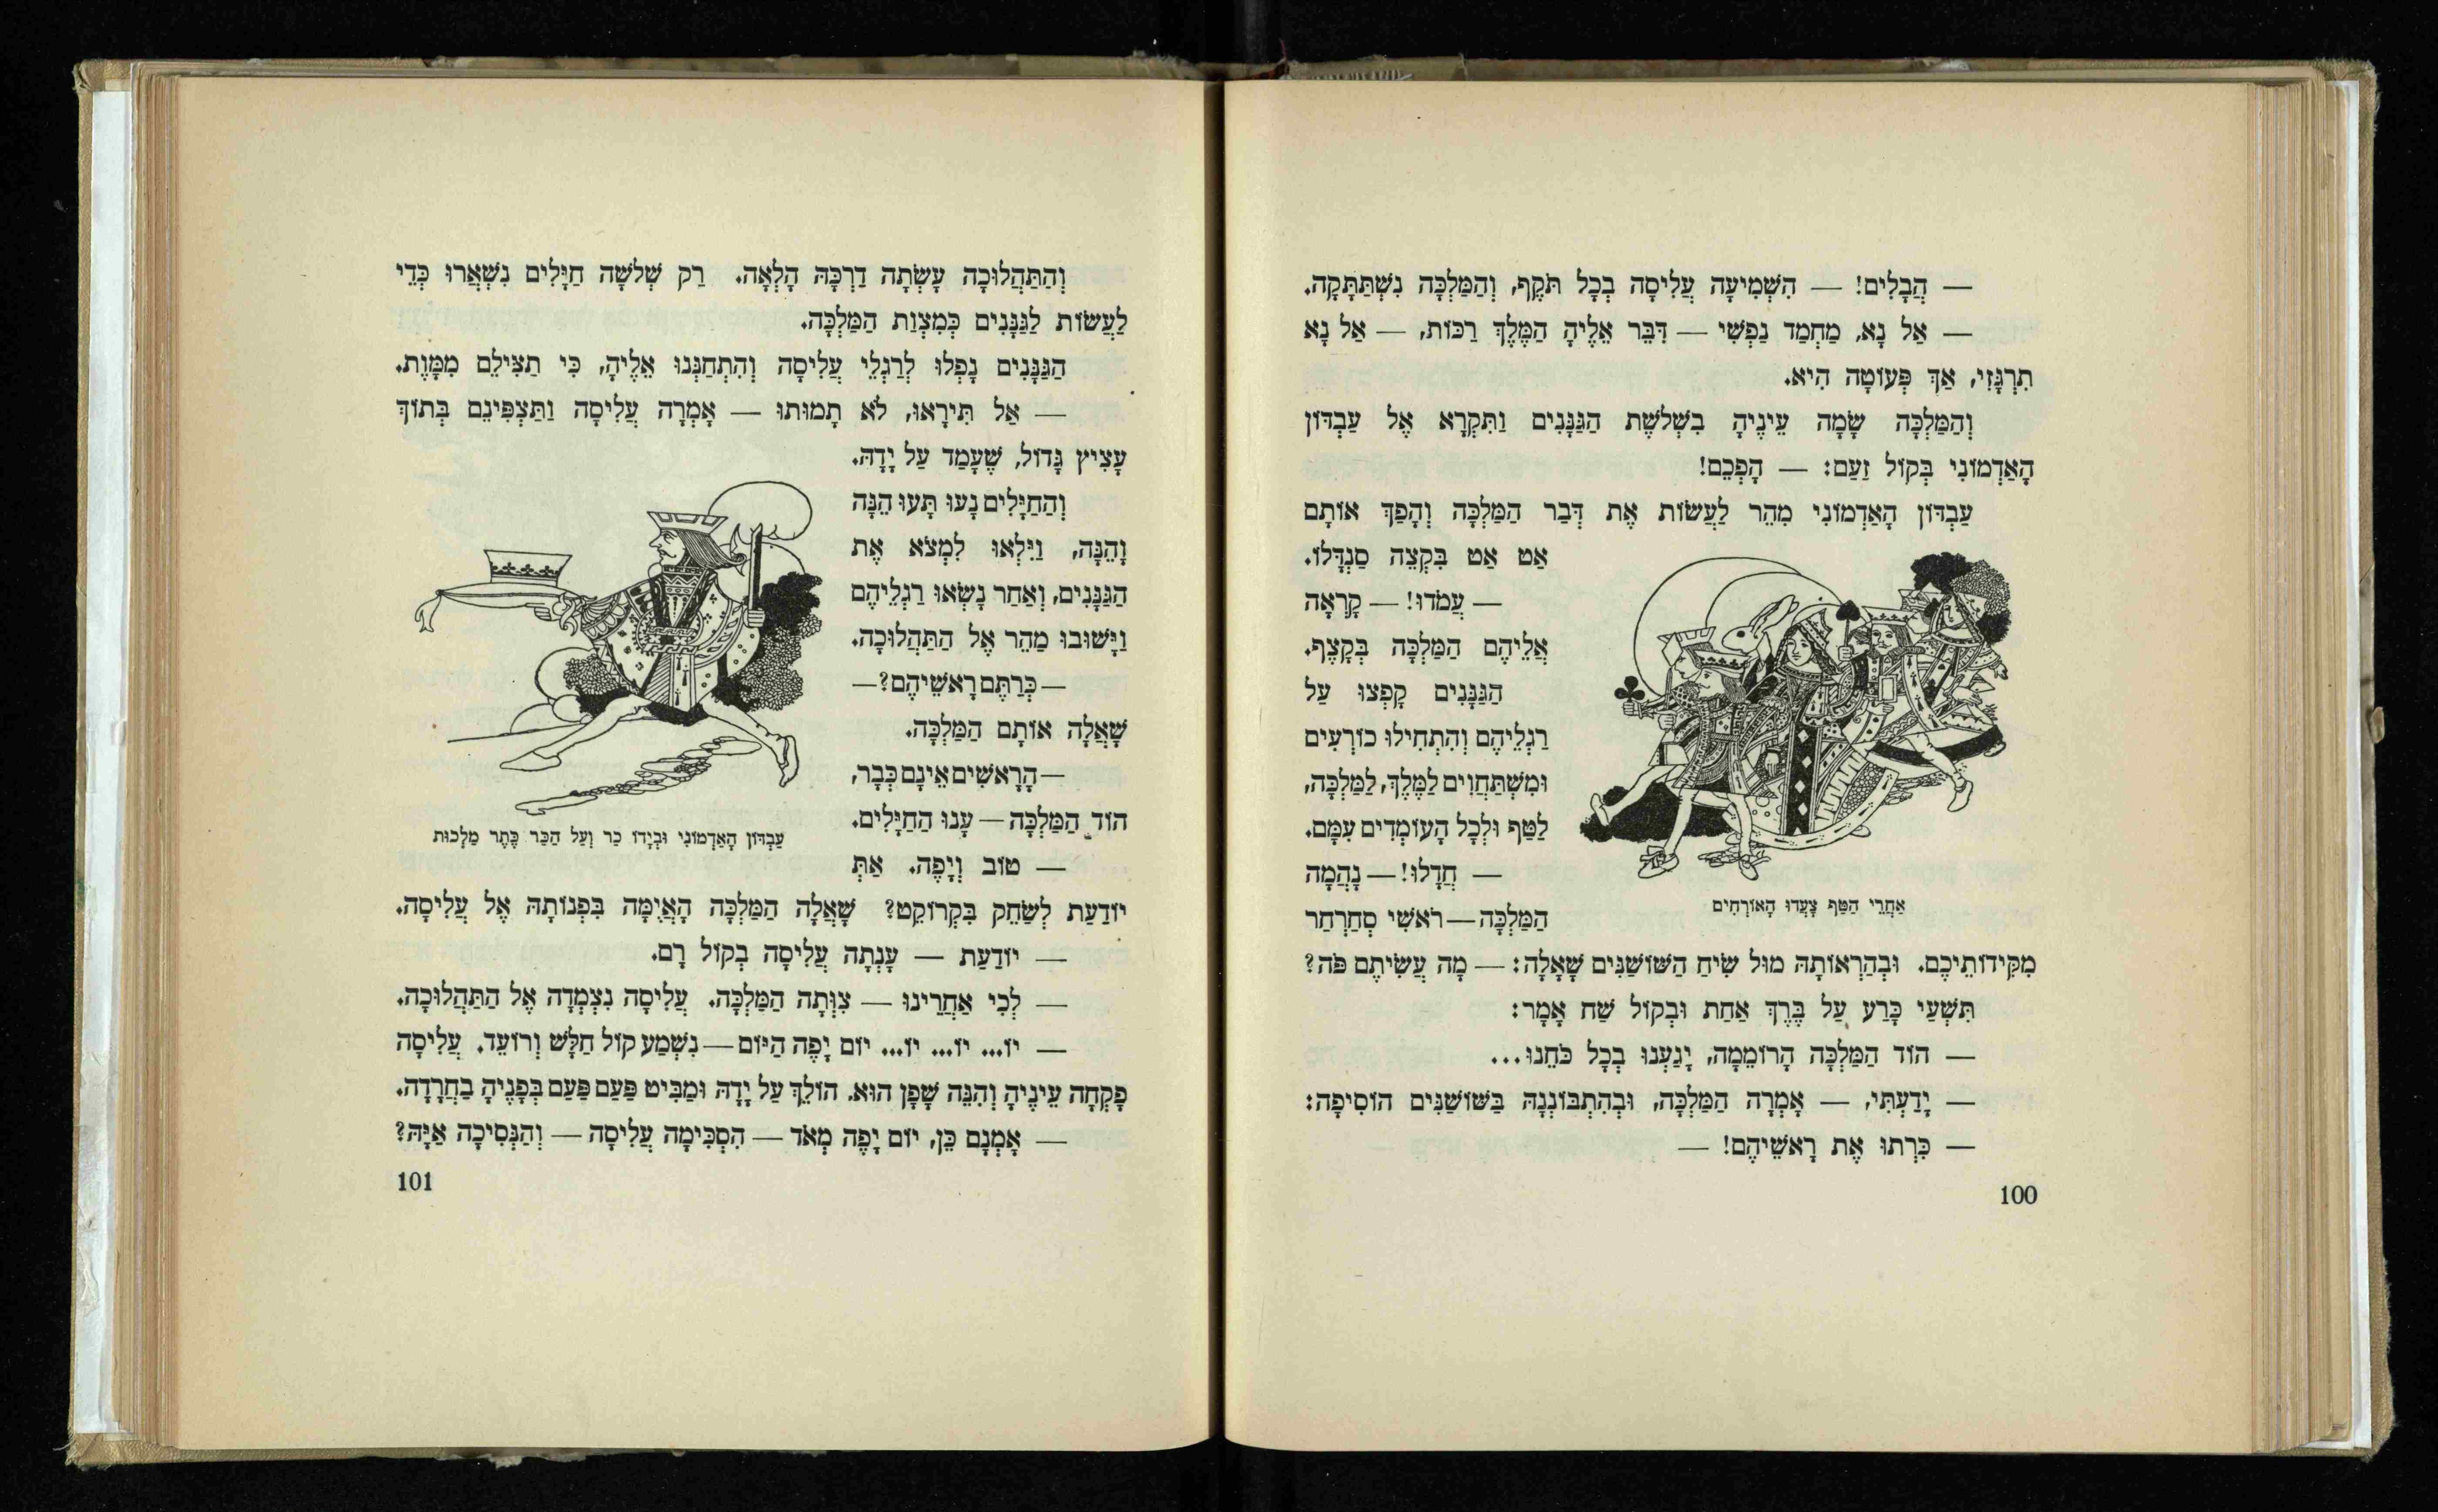 — הֲבָלִים! — הִשְׁמִיעָה עֲלִיסָה בְּכָל תֹּקֶף, וְהַמַּלְכָּה נִשְׁתַּתָּקָה.
— אַל נָא, מַחְמַד נַפְשִׁי — דִּבֵּר אֵלֶיהָ הַמֶּלֶךְ רַכּוֹת, — אַל נָא
תִרְגָּזִי, אַךְ פְּעוֹטָה הִיא.
וְהַמַּלְכָּה שָׂמָה עֵינֶיהָ בִּשְׁלֹשֶׁת הַגַּנָּנִים וַתִּקְרָא אֶל עַבְדּוֹן
הָאַדְמוֹנִי בְּקוֹל זַעַם: — הָפְכֵם!
עַבְדּוֹן הָאַדְמוֹנִי מִהֵר לַעֲשׂוֹת אֶת דְּבַר הַמַּלְכָּה וְהָפַךְ אוֹתָם
אַט אַט בִּקְצֵה סַנְדָּלוֹ.
— עֲמֹדוּ! — קָרְאָה
אֲלֵיהֶם הַמַּלְכָּה בְּקָצֶף.
הַגַּנָּנִים קָפְצוּ עַל
רַגְלֵיהֶם וְהִתְחִילוּ כּוֹרְעִים
וּמִשְׁתַּחֲוִים לַמֶּלֶךְ, לַמַּלְכָּה,
לַטַּף וּלְכָל הָעוֹמְדִים עִמָּם.
— חֲדָלוּ! — נָהֲמָה
הַמַּלְכָּה — רֹאשִׁי סְחַרְחַר
אַחֲרֵי הַטַּף צָעֲדוּ הָאוֹרְחִים
מִקִּידוֹתֵיכֶם. וּבְהַרְאוֹתָהּ מוּל שִׂיחַ הַשּׁוֹשַׁנִּים שָׁאָלָה: — מָה עֲשִׂיתֶם פֹּה?
תִּשְׁעַי כָּרַע עַל בֶּרֶךְ אַחַת וּבְקוֹל שַׁח אָמָר:
— הוֹד הַמַּלְכָּה הָרוֹמֵמָה, יָגַעְנוּ בְּכָל כֹּחֵנוּ...
— יָדַעְתִּי, — אָמְרָה הַמַּלְכָּה, וּבְהִתְבּוֹנְנָהּ בַּשּׁוֹשַׁנִּים הוֹסִיפָה:
— כִּרְתוּ אֶת רָאשֵׁיהֶם! —
100
וְהַתַּהֲלוּכָה עָשְׂתָה דַרְכָּהּ הָלְאָה. רַק שְׁלֹשָׁה חַיָּלִים נִשְׁאֲרוּ כְּדֵי
לַעֲשׂוֹת לַגַּנָּנִים כְּמִצְוַת הַמַּלְכָּה.
הַגַּנָּנִים נָפְלוּ לְרַגְלֵי עֲלִיסָה וְהִתְחַנְּנוּ אֵלֶיהָ, כִּי תַצִּילֵם מִמָּוֶת.
— אַל תִּירָאוּ, לֹא תָמוּתוּ — אָמְרָה עֲלִיסָה וַתִּצְפְּנֵם בְּתוֹךְ
עָצִיץ גָּדוֹל, שֶׁעָמַד עַל יָדָהּ.
וְהַחַיָּלִים נָעוּ תָּעוּ הֵנָּה
וָהֵנָּה, וַיִּלְאוּ לִמְצֹא אֶת
הַגַּנָּנִים, וְאַחַר נָשְׂאוּ רַגְלֵיהֶם
וַיָּשׁוּבוּ מַהֵר אֶל הַתַּהֲלוּכָה.
— כְּרַתֶּם רָאשֵׁיהֶם? —
שָׁאֲלָה אוֹתָם הַמַּלְכָּה.
— הָרָאשִׁים אֵינָם כְּבָר,
הוֹד הַמַּלְכָּה — עָנוּ הַחַיָּלִים.
— טוֹב וְיָפֶה. אַתְּ
עַבְדּוֹן הָאַדְמוֹנִי וּבְיָדוֹ כַר וְעַל הַכַּר כֶּתֶר מַלְכוּת
יוֹדַעַת לְשַׂחֵק בִּקְרוֹקֶט? שָׁאֲלָה הַמַּלְכָּה הָאֲיֻמָּה בִּפְנוֹתָהּ אֶל עֲלִיסָה.
— יוֹדַעַת — עָנְתָה עֲלִיסָה בְּקוֹל רָם.
— לְכִי אַחֲרֵינוּ — צִוְּתָה הַמַּלְכָּה. עֲלִיסָה נִצְמְדָה אֶל הַתַּהֲלוּכָה.
— יוֹ... יוֹ... יוֹ... יוֹם יָפֶה הַיּוֹם — נִשְׁמַע קוֹל חַלָּשׁ וְרוֹעֵד. עֲלִיסָה
פָּקְחָה עֵינֶיהָ וְהִנֵּה שָׁפָן הוּא. הוֹלֵךְ עַל יָדָהּ וּמַבִּיט פַּעַם פַּעַם בְּפָנֶיהָ בַּחֲרָדָה.
— אָמְנָם כֵּן, יוֹם יָפֶה מְאֹד — הִסְכִּימָה עֲלִיסָה — וְהַנְּסִיכָה אַיָּהּ?
101